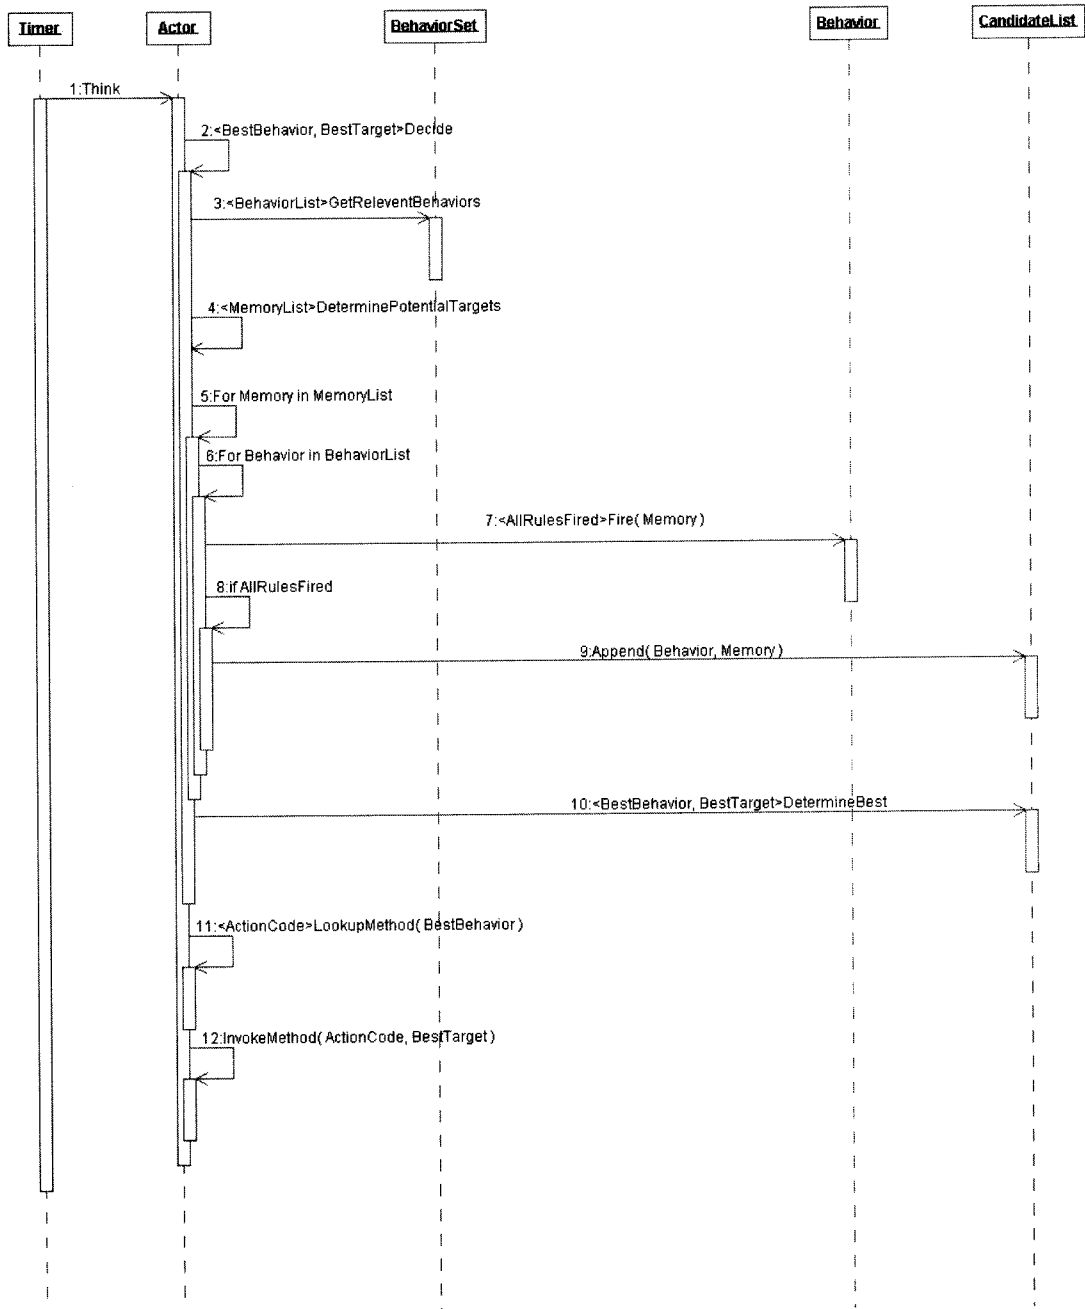 Timer
Actor
BehaviorSet
Behavior
CandidateList
1:Think
2:<BestBehavior, BestTarget>Decide
3:<BehaviorList>GetReleventBehaviors
4:<MemoryList>DeterminePotentialTargets
5:For Memory in MemoryList
6:For Behavior in BehaviorList
7:<AllRulesFired>Fire( Memory )
8:if AllRulesFired
9:Append( Behavior, Memory )
10:<BestBehavior, BestTarget>DetermineBest
11:<ActionCode>LookupMethod( BestBehavior )
12:InvokeMethod( ActionCode, BestTarget )